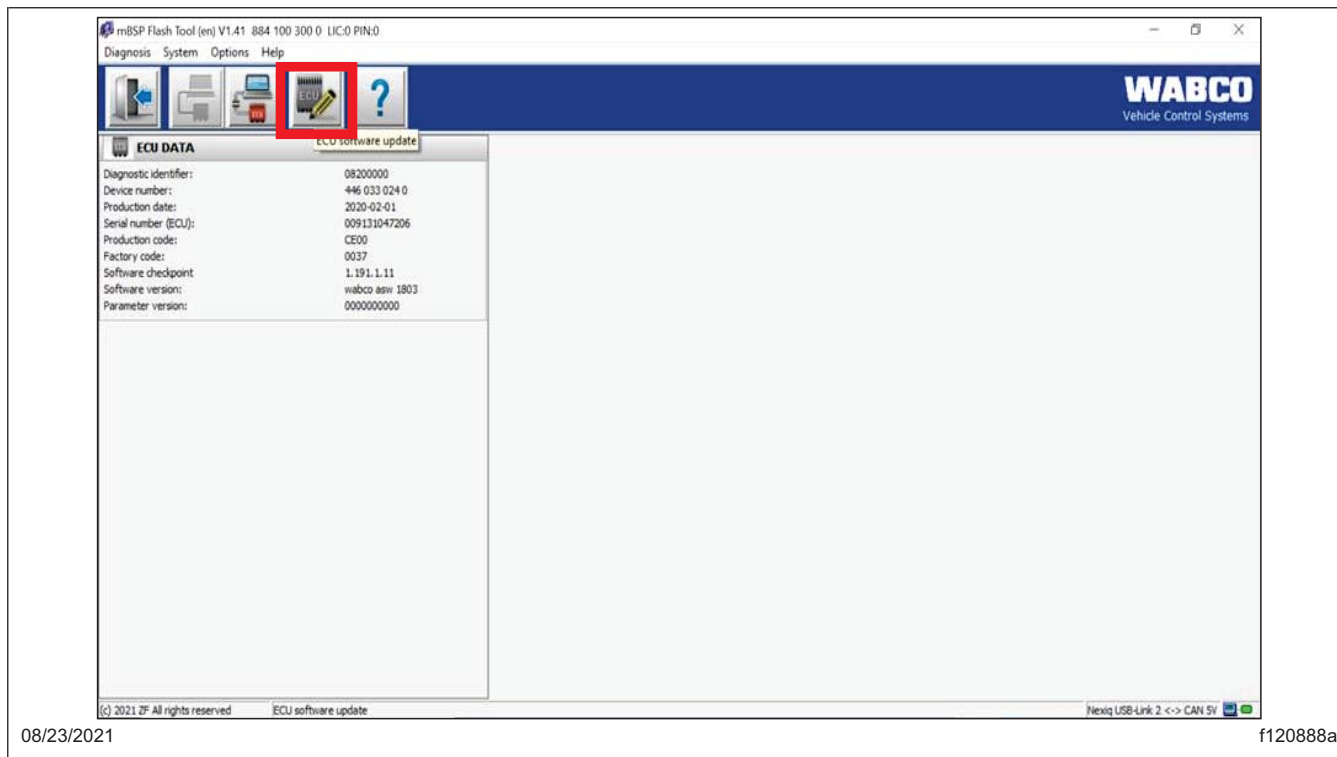 mBSP Flash Tool (en) V1.41 884 100 300 0 LIC:0 PIN:0
Diagnosis System Options Help
ECU
?
WABCO
Vehicle Control Systems
ECU software update
ECU DATA
Diagnostic identifier: 08200000
Device number: 446 033 024 0
Production date: 2020-02-01
Serial number (ECU): 009131047206
Production code: CE00
Factory code: 0037
Software checkpoint 1.191.1.11
Software version: wabco asw 1803
Parameter version: 0000000000
(c) 2021 ZF All rights reserved ECU software update Nexiq USB-Link 2 <-> CAN 5V
08/23/2021 f120888a